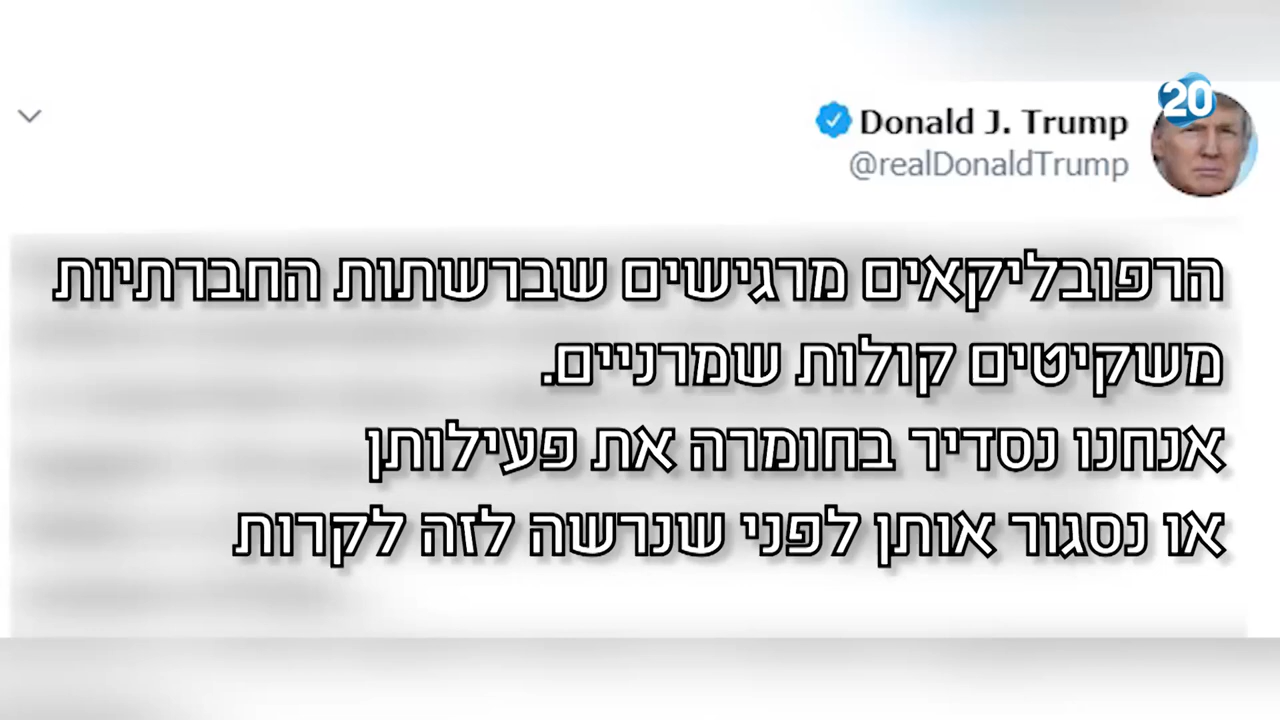 20
Donald J. Trump
@realDonaldTrump
הרפובליקאים מרגישים שברשתות החברתיות
משקיטים קולות שמרניים.
אנחנו נסדיר בחומרה את פעילותן
או נסגור אותן לפני שנרשה לזה לקרות